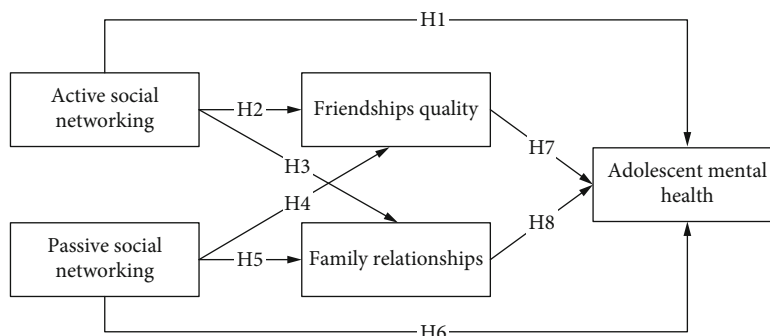 H1
Active social
networking
H2
Friendships quality
H3
H7
Adolescent mental
health
H4
H8
Passive social
networking
H5
Family relationships
H6